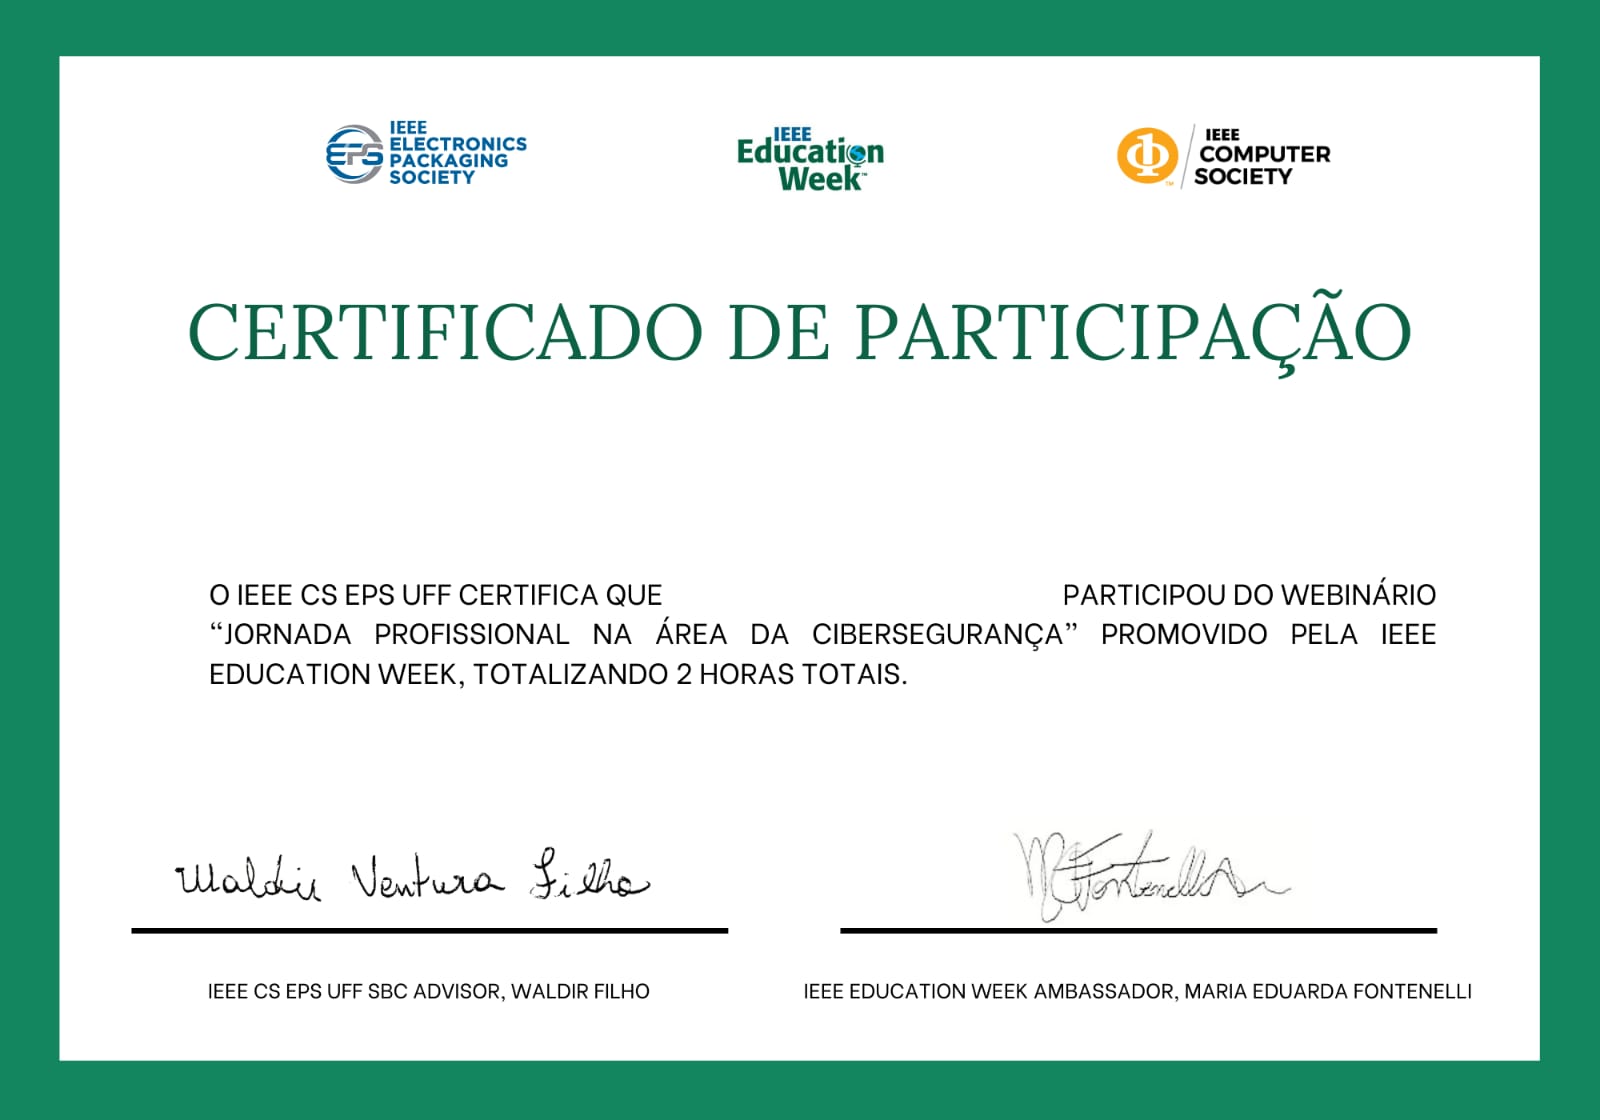 IEEE
ELECTRONICS
PACKAGING
SOCIETY
EPS
IEEE
Education
Week™
IEEE
COMPUTER
SOCIETY
TM
CERTIFICADO DE PARTICIPAÇÃO
O IEEE CS EPS UFF CERTIFICA QUE PARTICIPOU DO WEBINÁRIO
“JORNADA PROFISSIONAL NA ÁREA DA CIBERSEGURANÇA” PROMOVIDO PELA IEEE
EDUCATION WEEK, TOTALIZANDO 2 HORAS TOTAIS.
Waldir Ventura Filho
M E Fontenelli
IEEE CS EPS UFF SBC ADVISOR, WALDIR FILHO
IEEE EDUCATION WEEK AMBASSADOR, MARIA EDUARDA FONTENELLI